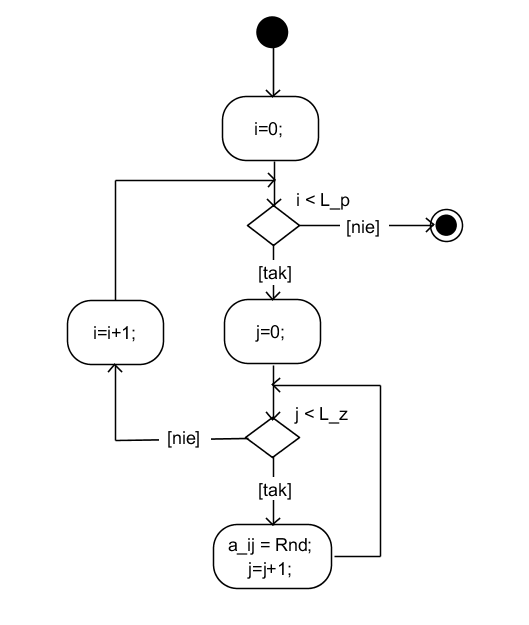 i=0;
i < L_p
[nie]
[tak]
i=i+1;
j=0;
j < L_z
[nie]
[tak]
a_ij = Rnd;
j=j+1;